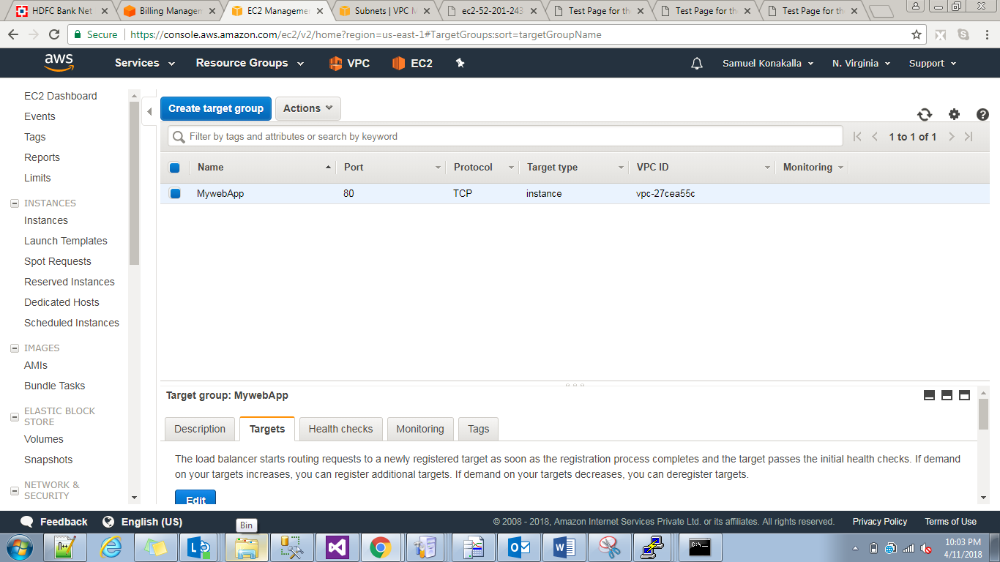 HDFC Bank Net
Billing Managem
EC2 Managemen
Subnets | VPC M
ec2-52-201-243
Test Page for th
Test Page for th
Test Page for th
Secure
https://console.aws.amazon.com/ec2/v2/home?region=us-east-1#TargetGroups:sort=targetGroupName
aws
Services
Resource Groups
VPC
EC2
Samuel Konakalla
N. Virginia
Support
EC2 Dashboard
Events
Tags
Reports
Limits
INSTANCES
Instances
Launch Templates
Spot Requests
Reserved Instances
Dedicated Hosts
Scheduled Instances
IMAGES
AMIs
Bundle Tasks
ELASTIC BLOCK
STORE
Volumes
Snapshots
NETWORK &
SECURITY
Create target group
Actions
Filter by tags and attributes or search by keyword
1 to 1 of 1
Name Port Protocol Target type VPC ID Monitoring
MywebApp 80 TCP instance vpc-27cea55c
Target group: MywebApp
Description
Targets
Health checks
Monitoring
Tags
The load balancer starts routing requests to a newly registered target as soon as the registration process completes and the target passes the initial health checks. If demand
on your targets increases, you can register additional targets. If demand on your targets decreases, you can deregister targets.
Edit
Feedback
English (US)
© 2008 - 2018, Amazon Internet Services Private Ltd. or its affiliates. All rights reserved.
Privacy Policy
Terms of Use
Bin
10:03 PM
4/11/2018